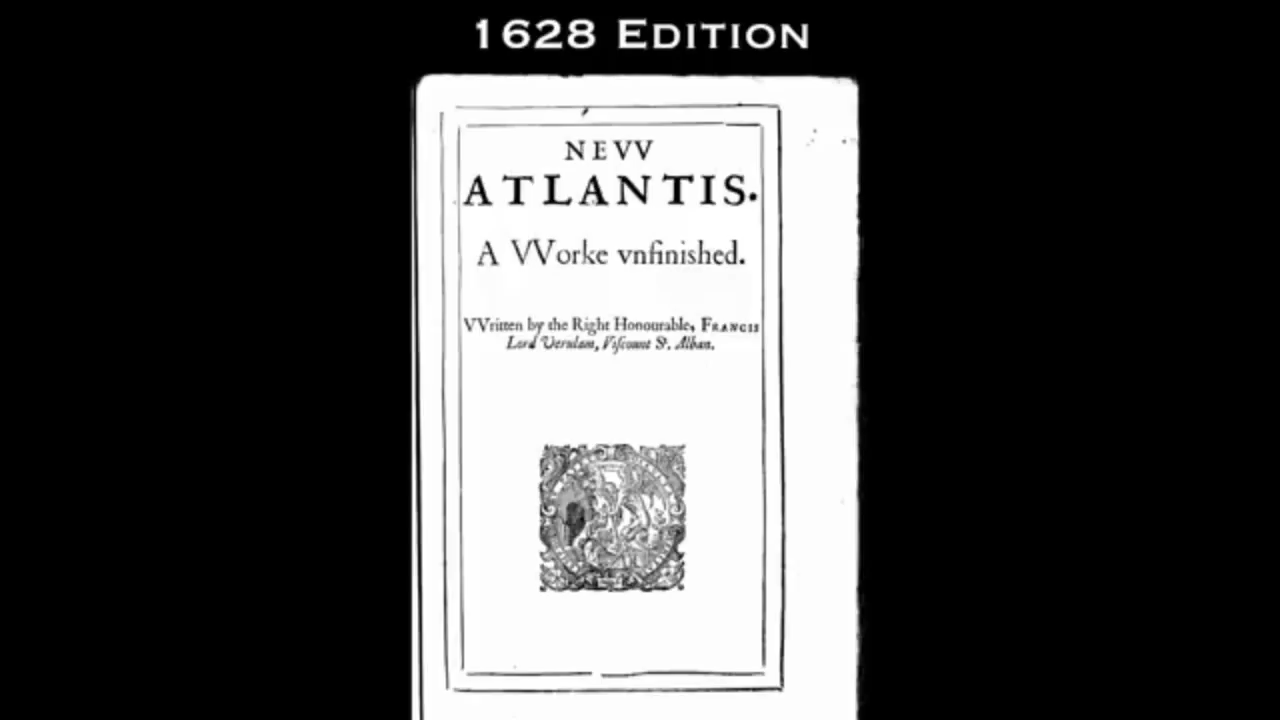 1628 EDITION
NEVV
ATLANTIS.
A VVorke vnfinished.
VVritten by the Right Honourable, FRANCIS
Lord Verulam, Viſcount St. Alban.